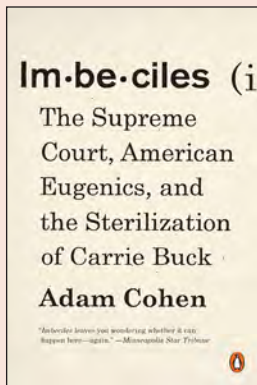 Im·be·ciles (i
The Supreme
Court, American
Eugenics, and
the Sterilization
of Carrie Buck
Adam Cohen
"Imbeciles leaves you wondering whether it can
happen here—again." —Minneapolis Star Tribune